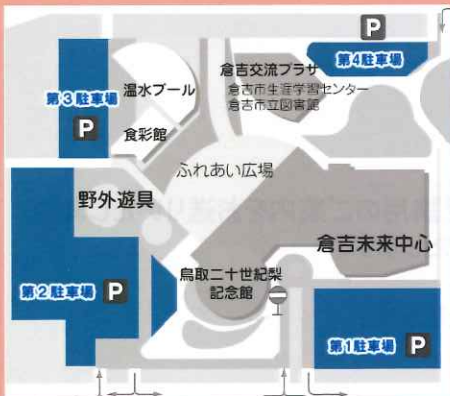 P
第4駐車場
倉吉交流プラザ
倉吉市生涯学習センター
倉吉市立図書館
第3駐車場
P
温水プール
食彩館
ふれあい広場
野外遊具
倉吉未来中心
鳥取二十世紀梨
記念館
第2駐車場 P
第1駐車場 P